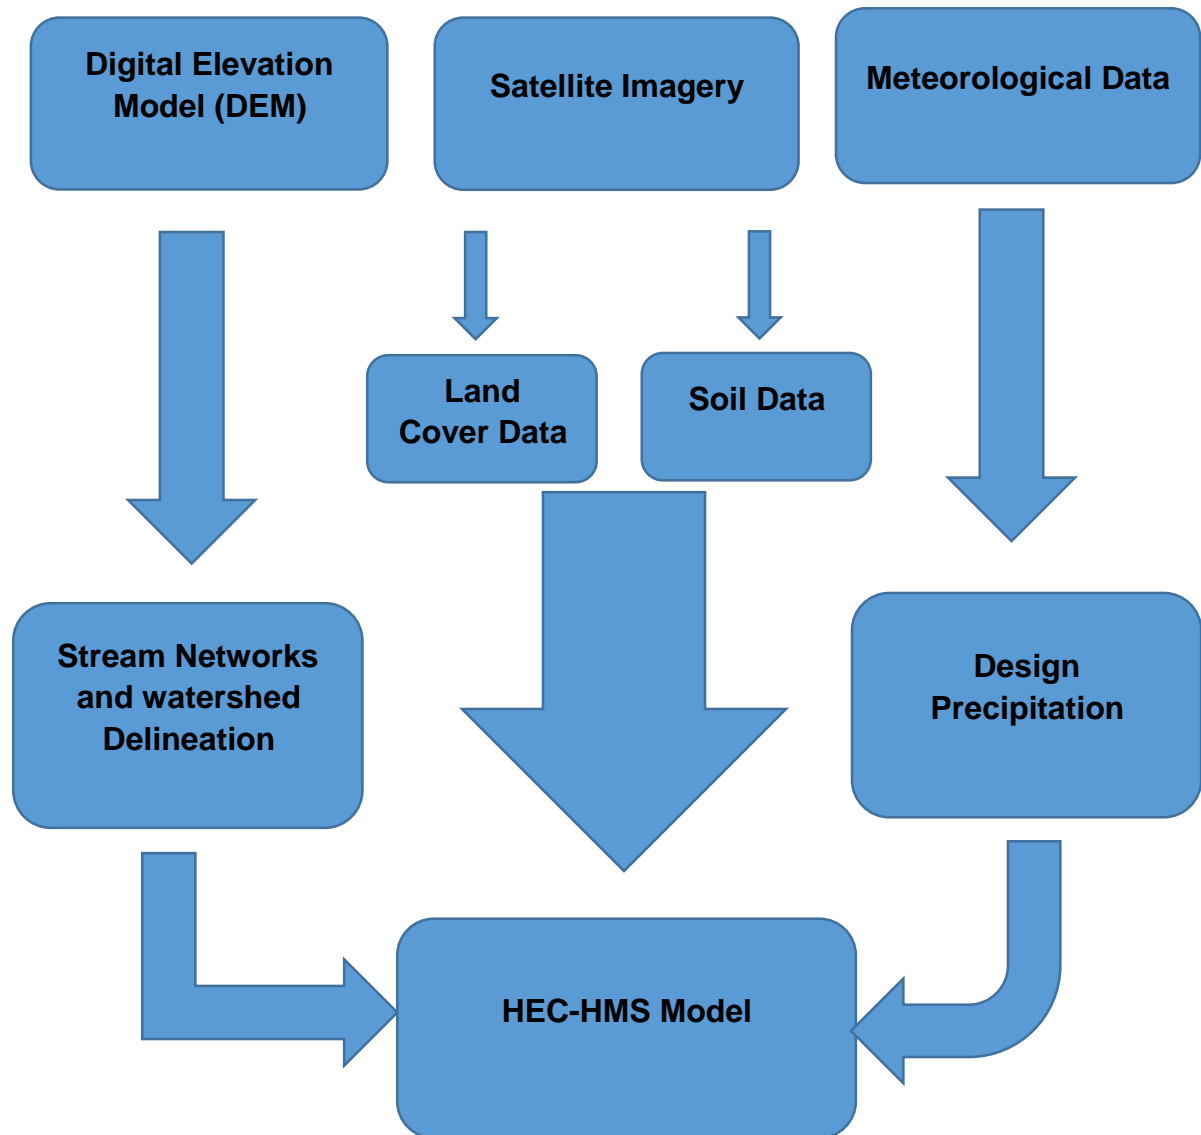 Digital Elevation
Model (DEM)
Satellite Imagery
Meteorological Data
Land
Cover Data
Soil Data
Stream Networks
and watershed
Delineation
Design
Precipitation
HEC-HMS Model